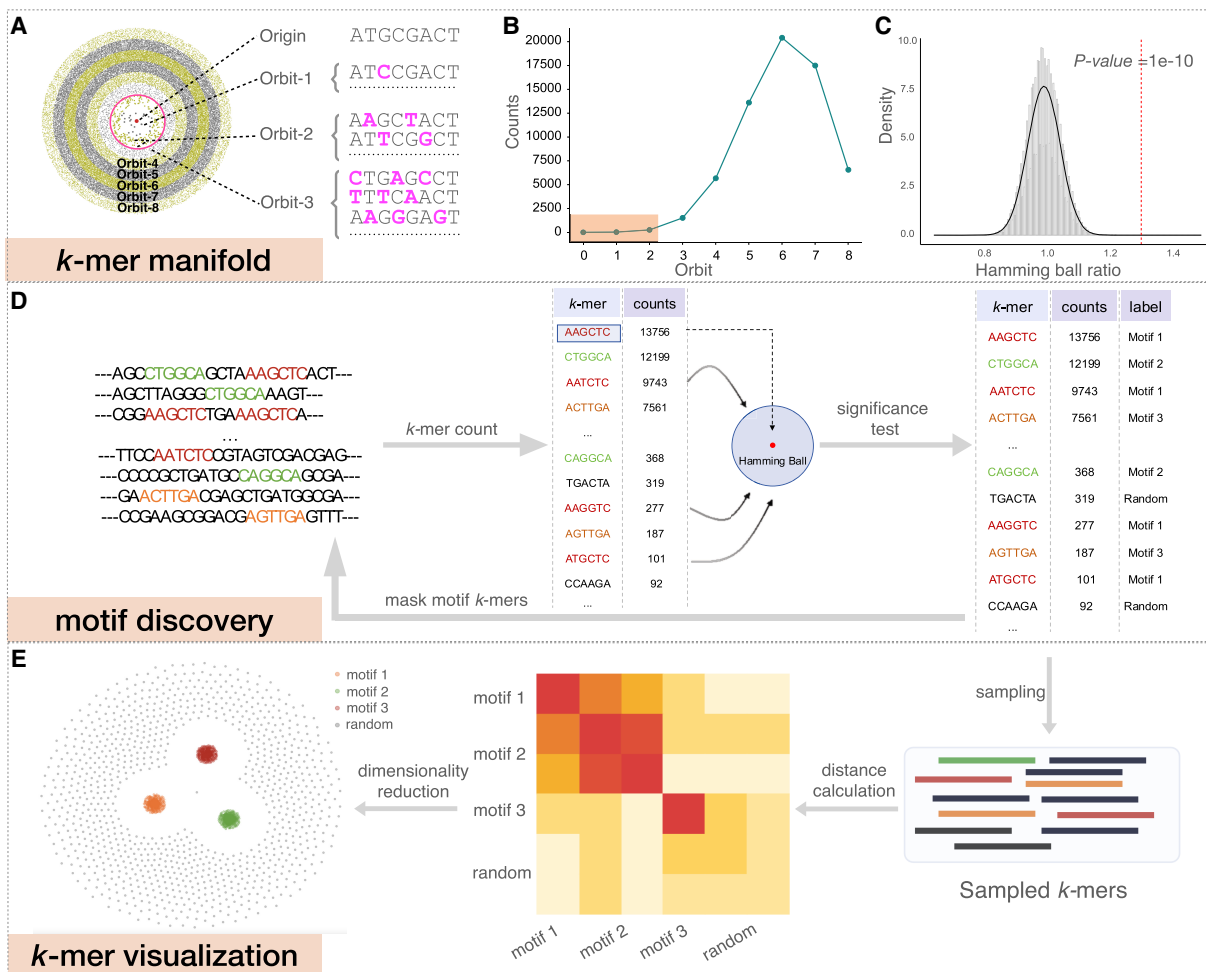 A
Origin
ATGCGACT
Orbit-1
ATCCGACT
Orbit-2
AAGCTACT
ATTCGGCT
Orbit-3
CTGAGCCT
TTTCAACT
AAGGGAGT
Orbit-4
Orbit-5
Orbit-6
Orbit-7
Orbit-8
k-mer manifold
B
Counts
20000
17500
15000
12500
10000
7500
5000
2500
0
0 1 2 3 4 5 6 7 8
Orbit
C
Density
10.0
7.5
5.0
2.5
0.0
P-value =1e-10
0.8 1.0 1.2 1.4
Hamming ball ratio
D
---AGCCTGGCAGCTAAAGCTCACT---
---AGCTTAGGGCTGGCAAAGT---
---CGGAAGCTCTGAAAGCTCA---
...
---TTCCAATCTCCGTAGTCGACGAG---
---CCCCGCTGATGCCAGGCAGCGA---
---GAACTTGACGAGCTGATGGCGA---
---CCGAAGCGGACGAGTTGAGTTT---
k-mer count
k-mer counts
AAGCTC 13756
CTGGCA 12199
AATCTC 9743
ACTTGA 7561
...
CAGGCA 368
TGACTA 319
AAGGTC 277
AGTTGA 187
ATGCTC 101
CCAAGA 92
...
Hamming Ball
significance
test
k-mer counts label
AAGCTC 13756 Motif 1
CTGGCA 12199 Motif 2
AATCTC 9743 Motif 1
ACTTGA 7561 Motif 3
...
CAGGCA 368 Motif 2
TGACTA 319 Random
AAGGTC 277 Motif 1
AGTTGA 187 Motif 3
ATGCTC 101 Motif 1
CCAAGA 92 Random
...
mask motif k-mers
motif discovery
E
motif 1
motif 2
motif 3
random
dimensionality
reduction
motif 1
motif 2
motif 3
random
motif 1
motif 2
motif 3
random
distance
calculation
sampling
Sampled k-mers
k-mer visualization